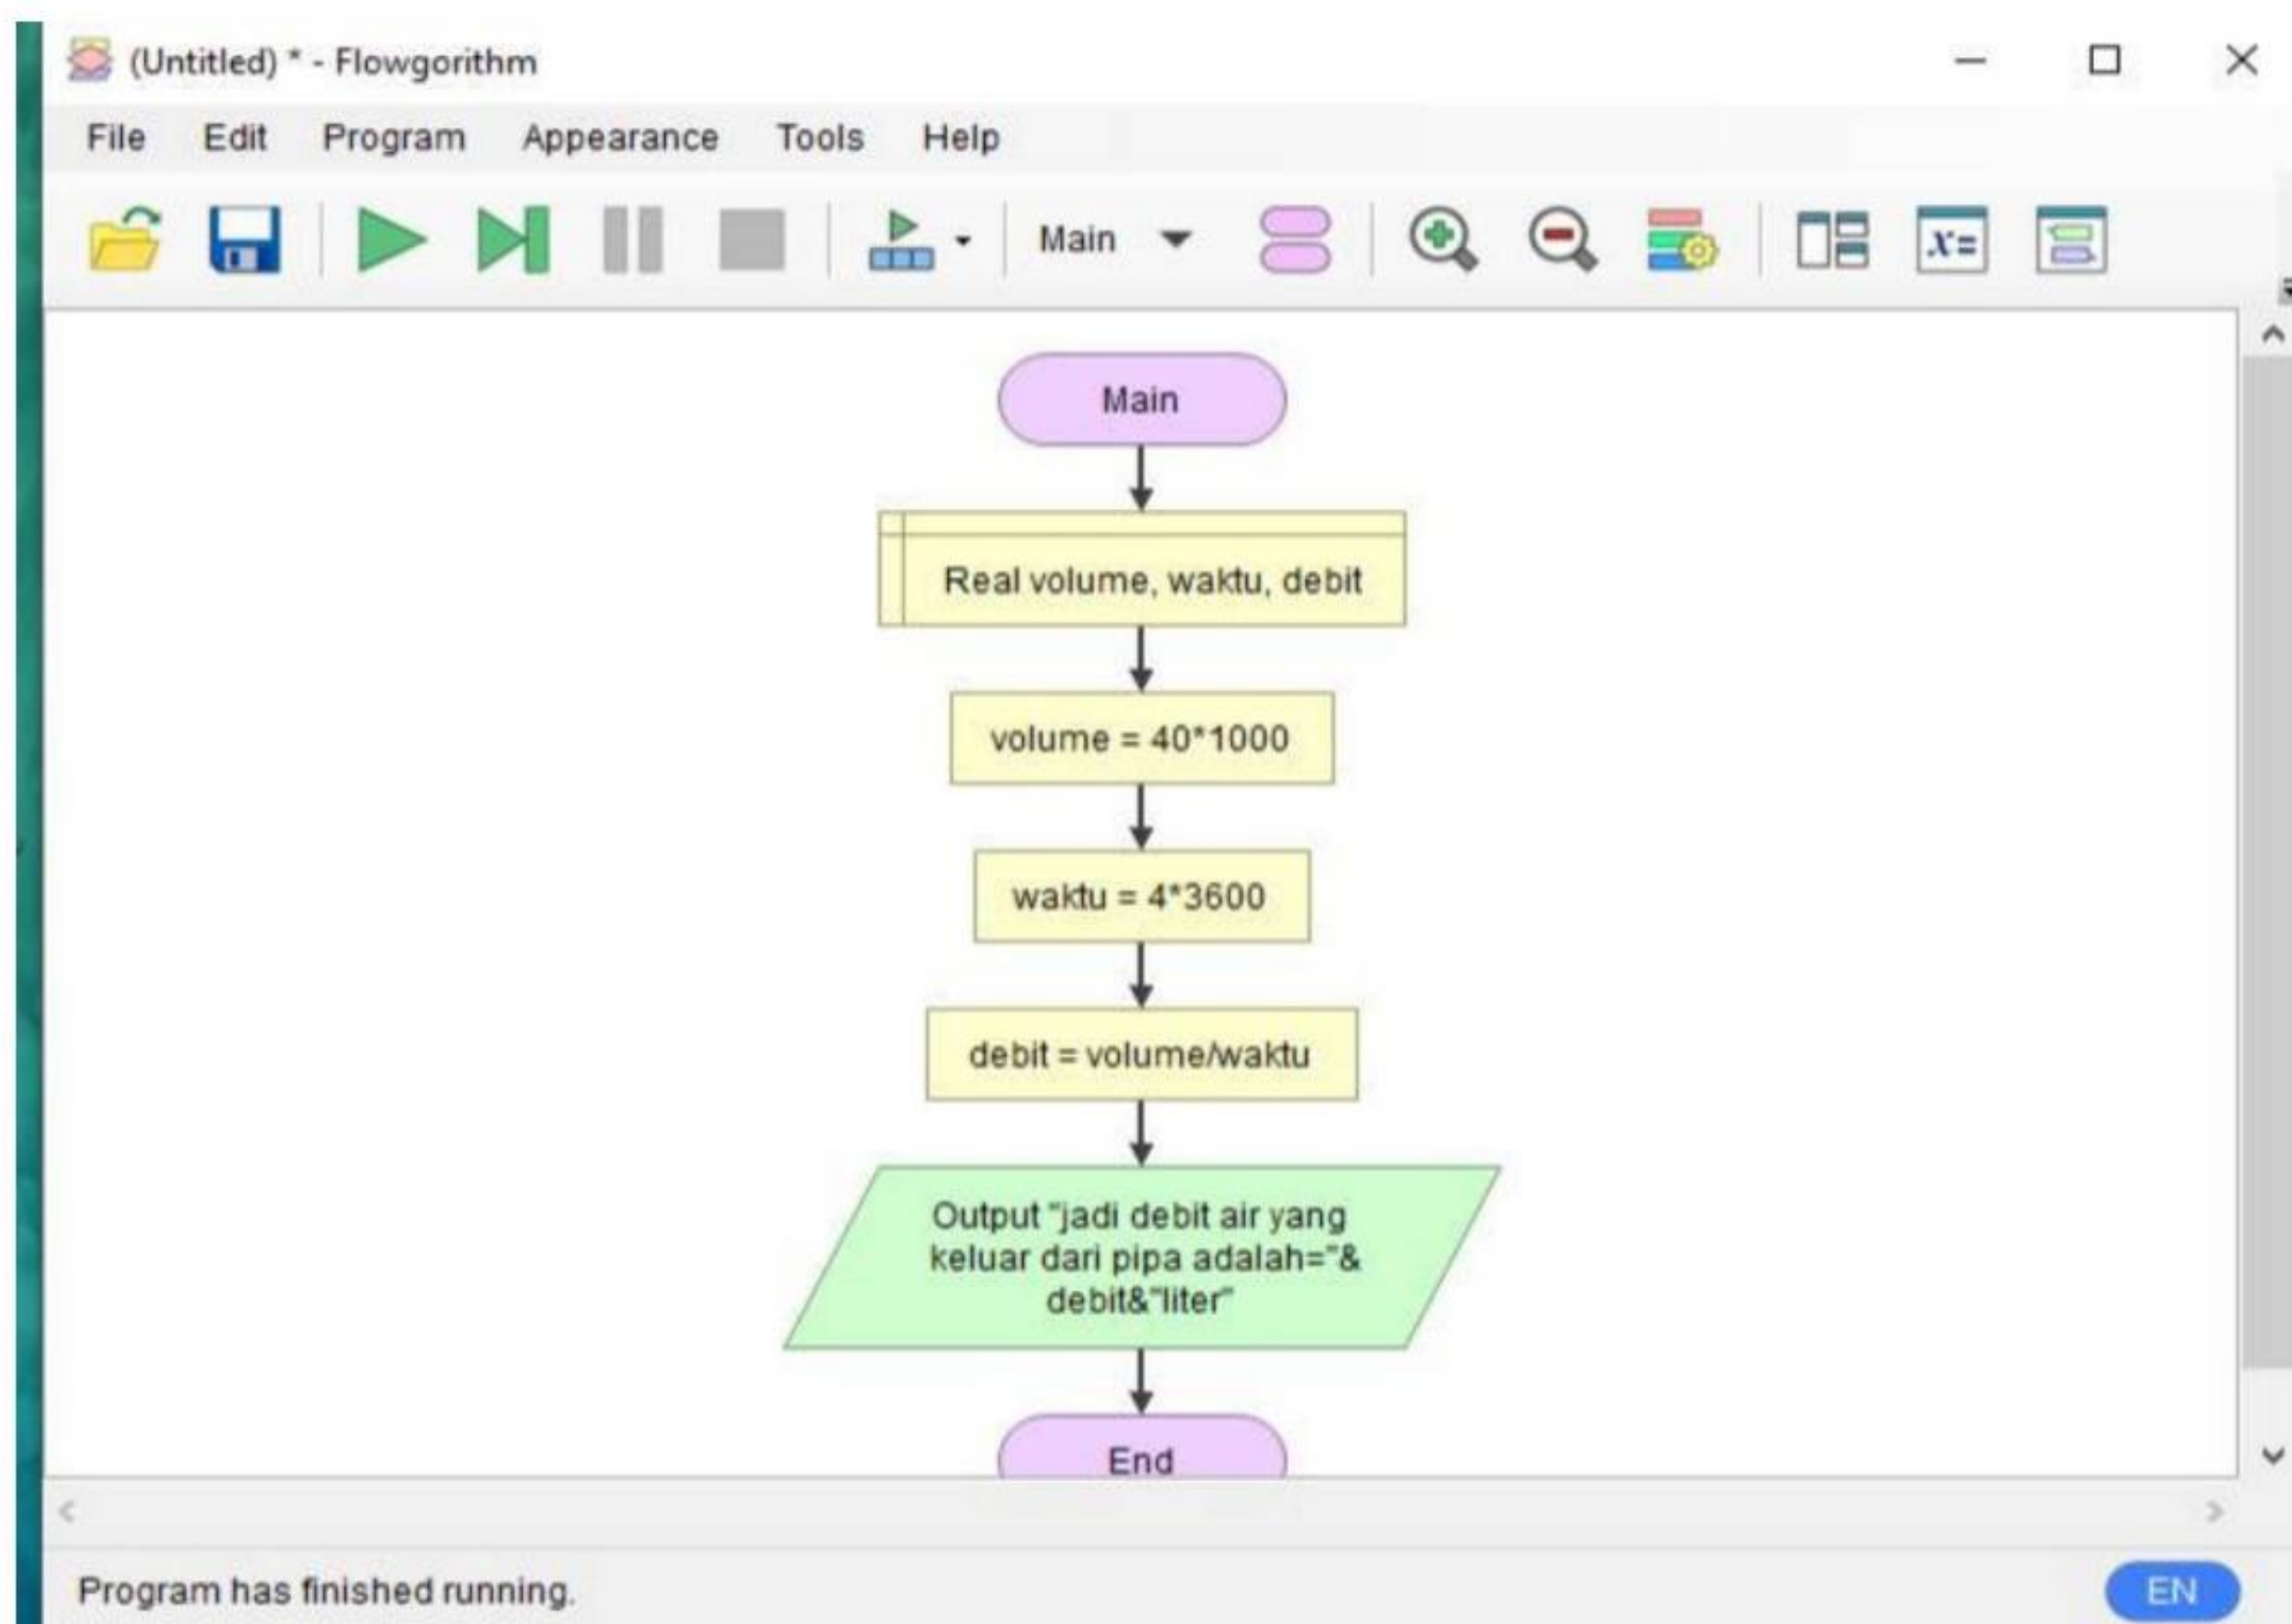 (Untitled) * - Flowgorithm
File Edit Program Appearance Tools Help
Main
x=
Main
Real volume, waktu, debit
volume = 40*1000
waktu = 4*3600
debit = volume/waktu
Output "jadi debit air yang
keluar dari pipa adalah="&
debit&"liter"
End
Program has finished running.
EN